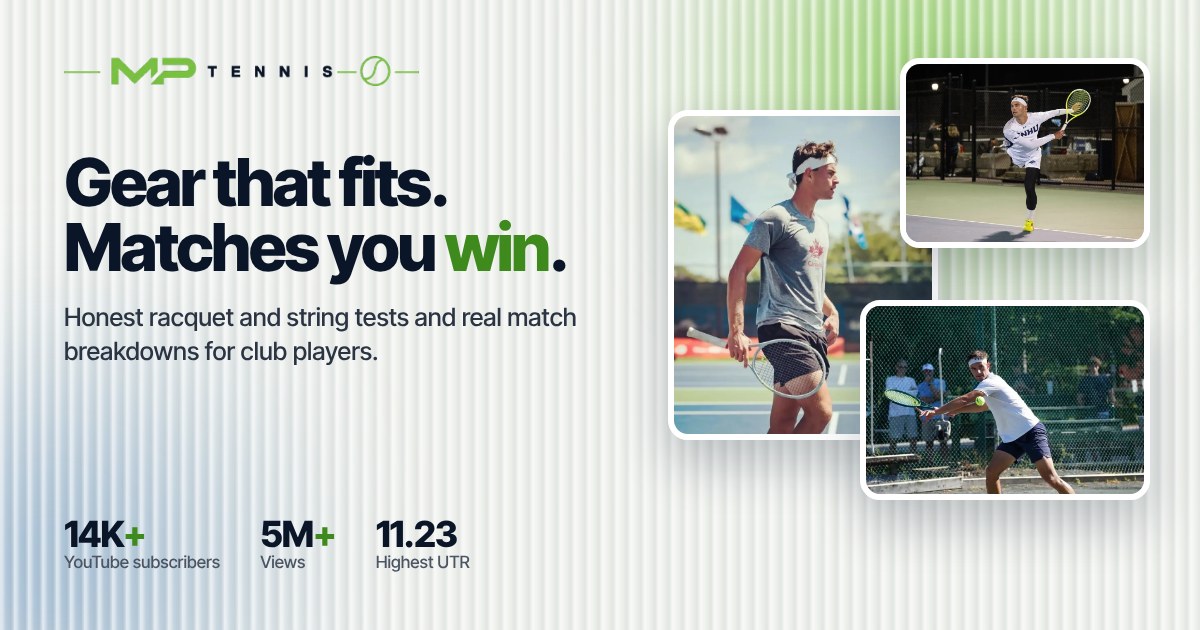 MP TENNIS
Gear that fits.
Matches you win.
Honest racquet and string tests and real match
breakdowns for club players.
14K+
YouTube subscribers
5M+
Views
11.23
Highest UTR